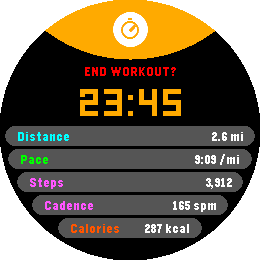 END WORKOUT?
23:45
Distance 2.6 mi
Pace 9:09 /mi
Steps 3,912
Cadence 165 spm
Calories 287 kcal